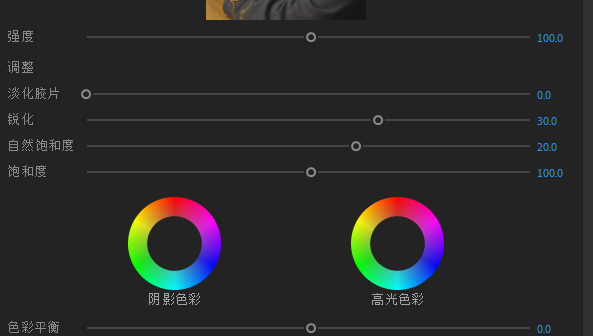 强度 100.0
调整
淡化胶片 0.0
锐化 30.0
自然饱和度 20.0
饱和度 100.0
阴影色彩 高光色彩
色彩平衡 0.0